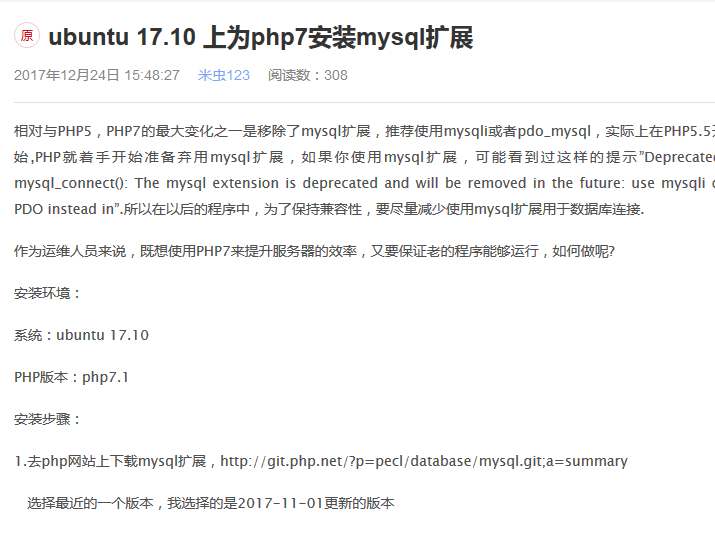 原 ubuntu 17.10 上为php7安装mysql扩展
2017年12月24日 15:48:27 米虫123 阅读数：308
相对与PHP5，PHP7的最大变化之一是移除了mysql扩展，推荐使用mysqli或者pdo_mysql，实际上在PHP5.5
始,PHP就着手开始准备弃用mysql扩展，如果你使用mysql扩展，可能看到过这样的提示”Deprecated
mysql_connect(): The mysql extension is deprecated and will be removed in the future: use mysqli
PDO instead in”.所以在以后的程序中，为了保持兼容性，要尽量减少使用mysql扩展用于数据库连接.
作为运维人员来说，既想使用PHP7来提升服务器的效率，又要保证老的程序能够运行，如何做呢?
安装环境：
系统：ubuntu 17.10
PHP版本：php7.1
安装步骤：
1.去php网站上下载mysql扩展，http://git.php.net/?p=pecl/database/mysql.git;a=summary
选择最近的一个版本，我选择的是2017-11-01更新的版本